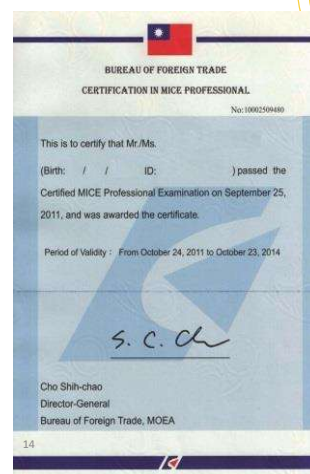 BUREAU OF FOREIGN TRADE
CERTIFICATION IN MICE PROFESSIONAL
No:10002509480
This is to certify that Mr./Ms.
(Birth: / / ID: ) passed the
Certified MICE Professional Examination on September 25,
2011, and was awarded the certificate.
Period of Validity : From October 24, 2011 to October 23, 2014
S. C. Ch
Cho Shih-chao
Director-General
Bureau of Foreign Trade, MOEA
14